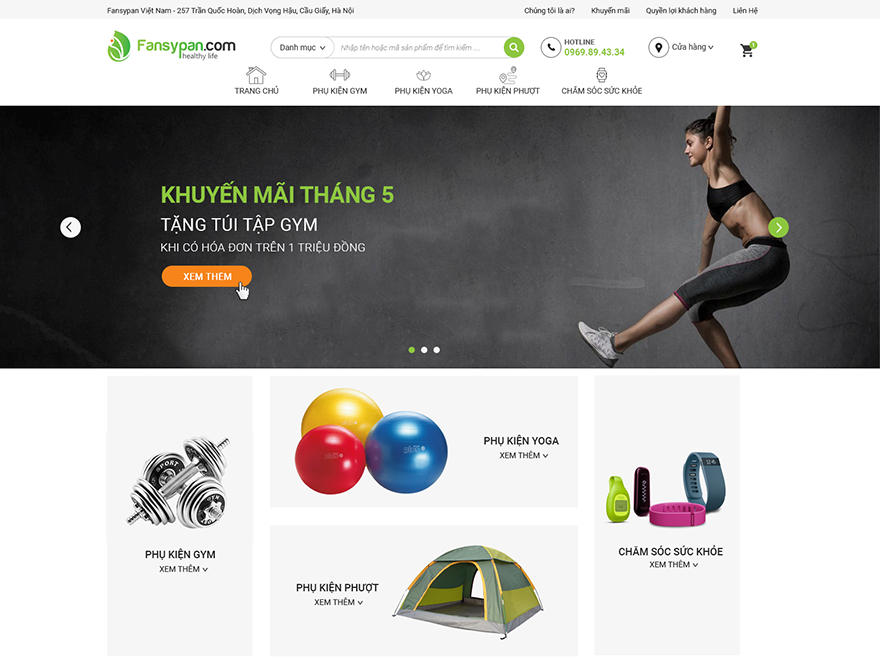 Fansypan Việt Nam - 257 Trần Quốc Hoàn, Dịch Vọng Hậu, Cầu Giấy, Hà Nội
Chúng tôi là ai? Khuyến mãi Quyền lợi khách hàng Liên Hệ
Fansypan.com
healthy life
Danh mục
Nhập tên hoặc mã sản phẩm để tìm kiếm ....
HOTLINE
0969.89.43.34
Cửa hàng
1
TRANG CHỦ PHỤ KIỆN GYM PHỤ KIỆN YOGA PHỤ KIỆN PHƯỢT CHĂM SÓC SỨC KHỎE
KHUYẾN MÃI THÁNG 5
TẶNG TÚI TẬP GYM
KHI CÓ HÓA ĐƠN TRÊN 1 TRIỆU ĐỒNG
XEM THÊM
SPORT
GYM
PHỤ KIỆN GYM
XEM THÊM
PHỤ KIỆN YOGA
XEM THÊM
PHỤ KIỆN PHƯỢT
XEM THÊM
CHĂM SÓC SỨC KHỎE
XEM THÊM